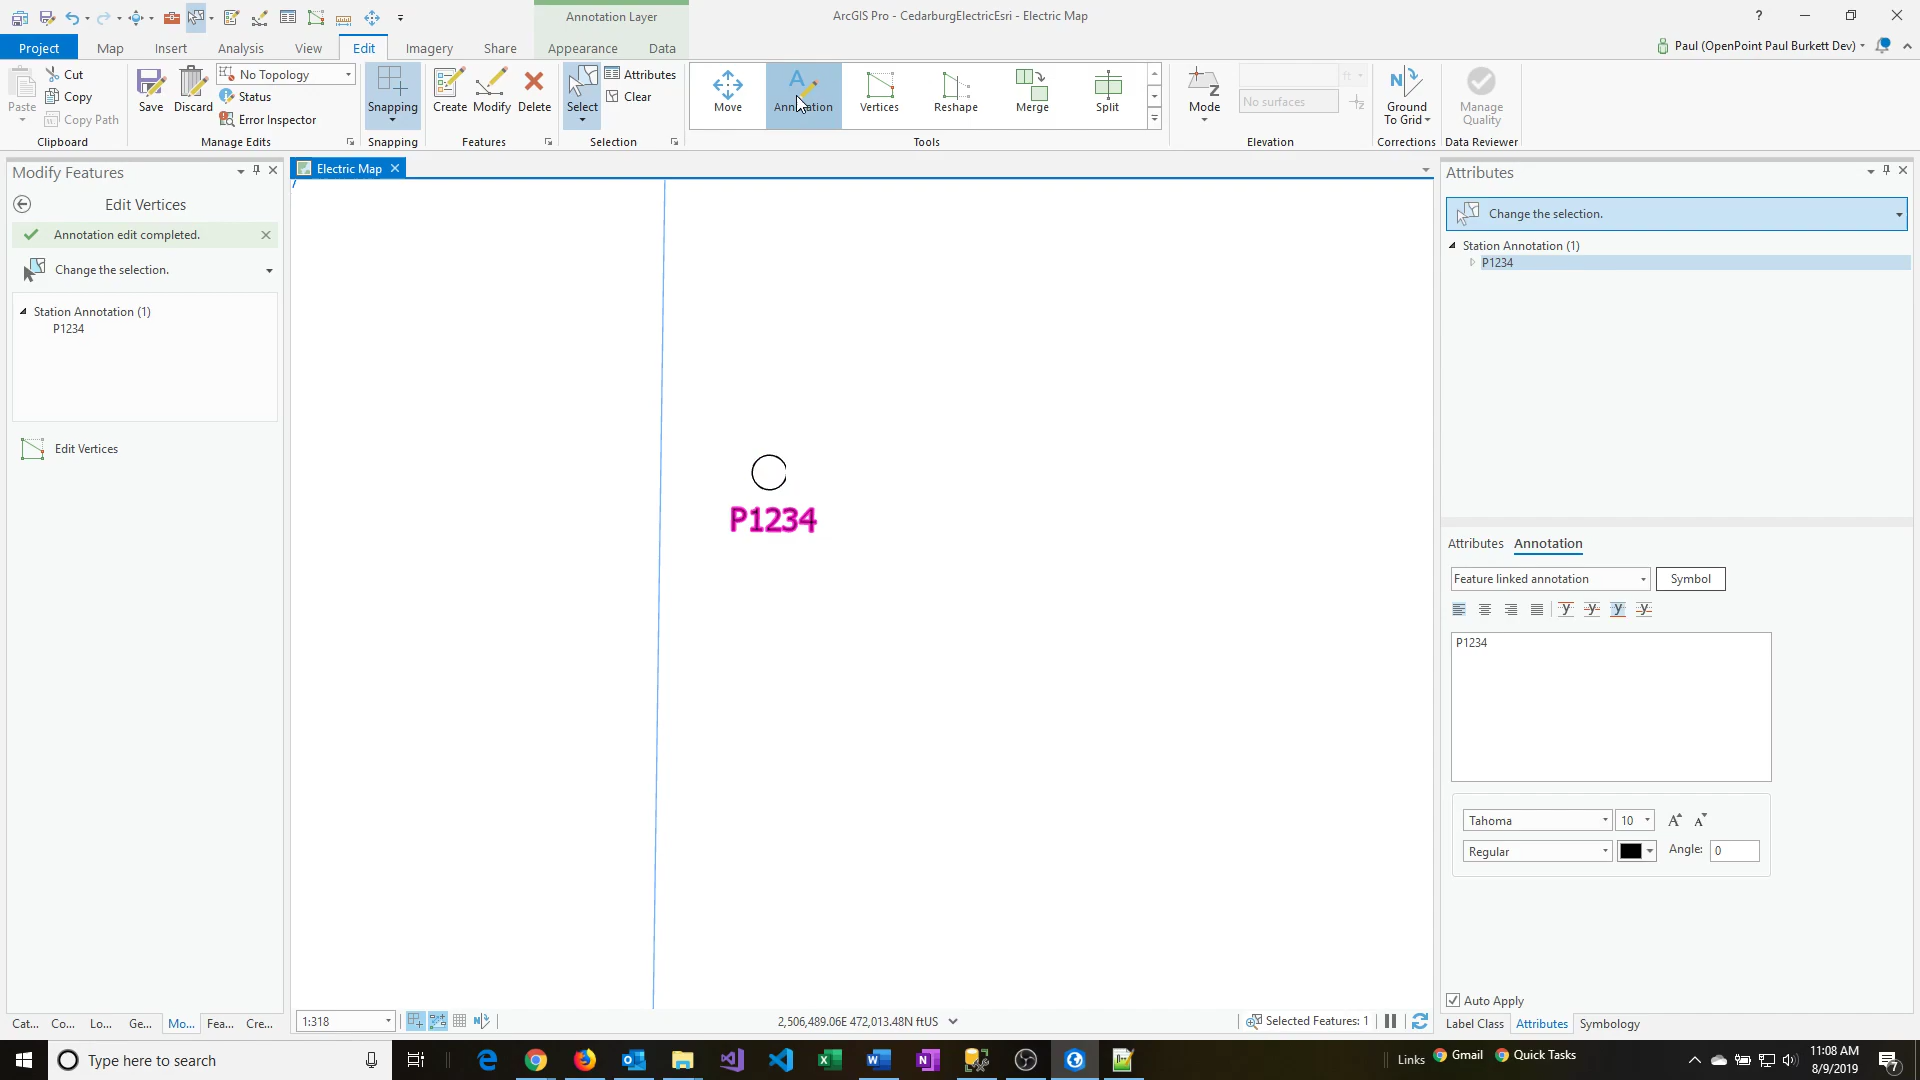 Annotation Layer
ArcGIS Pro - CedarburgElectricEsri - Electric Map
?
Project
Map
Insert
Analysis
View
Edit
Imagery
Share
Appearance
Data
Paul (OpenPoint Paul Burkett Dev)
Paste
Cut
Copy
Copy Path
Clipboard
Save
Discard
No Topology
Status
Error Inspector
Manage Edits
Snapping
Snapping
Create
Modify
Delete
Features
Select
Attributes
Clear
Selection
Move
Annotation
Vertices
Reshape
Merge
Split
Tools
Mode
ft
No surfaces
Elevation
Ground
To Grid
Corrections
Manage
Quality
Data Reviewer
Modify Features
Edit Vertices
Annotation edit completed.
Change the selection.
Station Annotation (1)
P1234
Edit Vertices
Cat...
Co...
Lo...
Ge...
Mo...
Fea...
Cre...
Electric Map
P1234
1:318
2,506,489.06E 472,013.48N ftUS
Selected Features: 1
Attributes
Change the selection.
Station Annotation (1)
P1234
Attributes
Annotation
Feature linked annotation
Symbol
P1234
Tahoma
10
Regular
Angle:
0
Auto Apply
Label Class
Attributes
Symbology
Type here to search
Links
Gmail
Quick Tasks
11:08 AM
8/9/2019
7